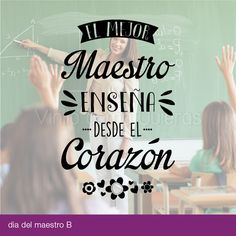 EL MEJOR
Maestro
ENSEÑA
DESDE EL
Corazón
dia del maestro B